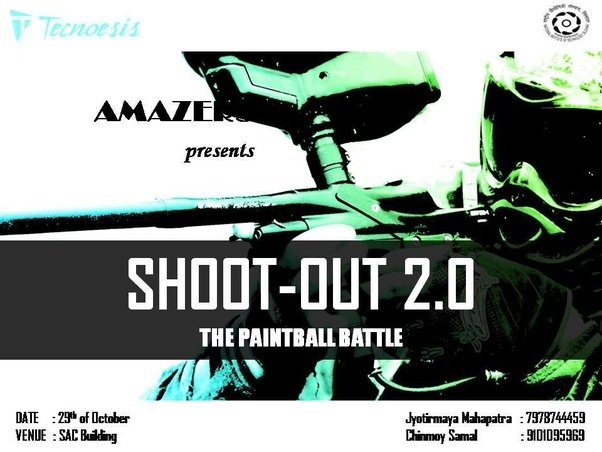 Tecnoesis
AMAZERS
presents
SHOOT-OUT 2.0
THE PAINTBALL BATTLE
DATE : 29th of October
VENUE : SAC Building
Jyotirmaya Mahapatra : 7978744459
Chinmoy Samal : 9101095969